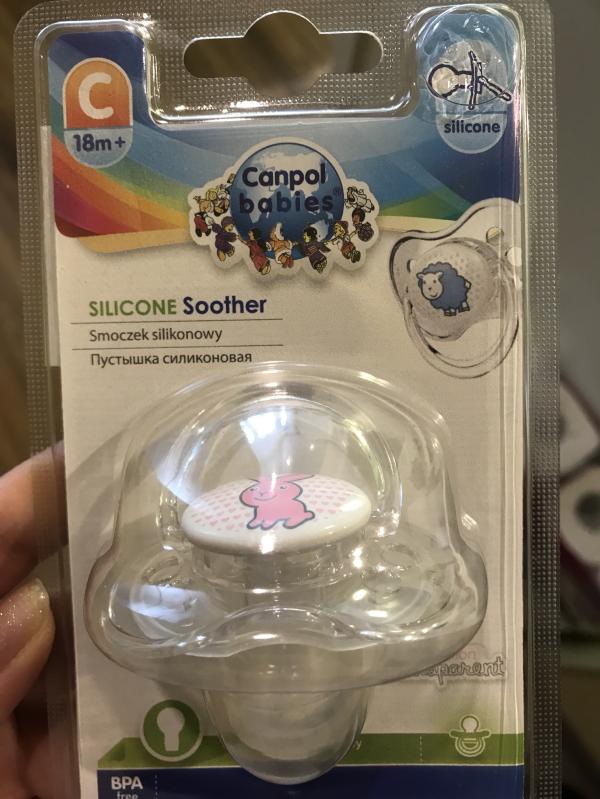 C
18m+
silicone
Canpol
babies
SILICONE Soother
Smoczek silikonowy
Пустышка силиконовая
BPA
free